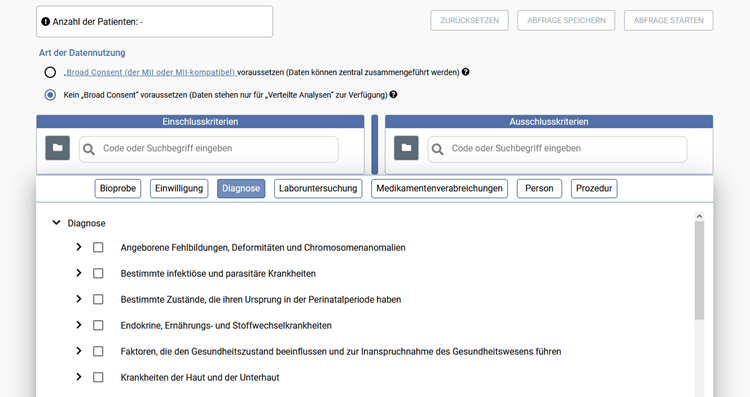 Anzahl der Patienten: -
ZURÜCKSETZEN
ABFRAGE SPEICHERN
ABFRAGE STARTEN
Art der Datennutzung
„Broad Consent (der MII oder MII-kompatibel) voraussetzen (Daten können zentral zusammengeführt werden)
Kein „Broad Consent“ voraussetzen (Daten stehen nur für „Verteilte Analysen“ zur Verfügung)
Einschlusskriterien
Ausschlusskriterien
Code oder Suchbegriff eingeben
Code oder Suchbegriff eingeben
Bioprobe
Einwilligung
Diagnose
Laboruntersuchung
Medikamentenverabreichungen
Person
Prozedur
Diagnose
Angeborene Fehlbildungen, Deformitäten und Chromosomenanomalien
Bestimmte infektiöse und parasitäre Krankheiten
Bestimmte Zustände, die ihren Ursprung in der Perinatalperiode haben
Endokrine, Ernährungs- und Stoffwechselkrankheiten
Faktoren, die den Gesundheitszustand beeinflussen und zur Inanspruchnahme des Gesundheitswesens führen
Krankheiten der Haut und der Unterhaut